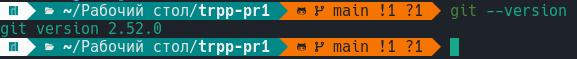 ~/Рабочий стол/trpp-pr1 main !1 ?1 git --version
git version 2.52.0
~/Рабочий стол/trpp-pr1 main !1 ?1